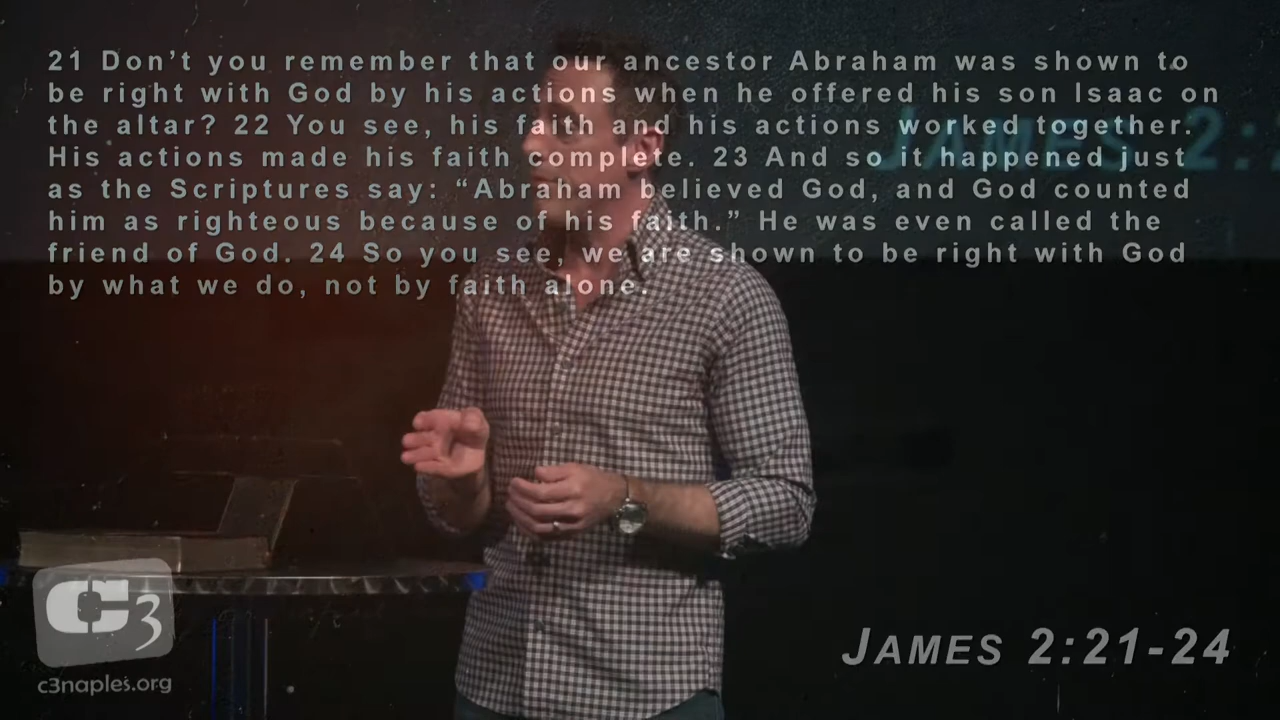 21 Don’t you remember that our ancestor Abraham was shown to
be right with God by his actions when he offered his son Isaac on
the altar? 22 You see, his faith and his actions worked together.
His actions made his faith complete. 23 And so it happened just
as the Scriptures say: “Abraham believed God, and God counted
him as righteous because of his faith.” He was even called the
friend of God. 24 So you see, we are shown to be right with God
by what we do, not by faith alone.
JAMES 2:
C3
c3naples.org
JAMES 2:21-24